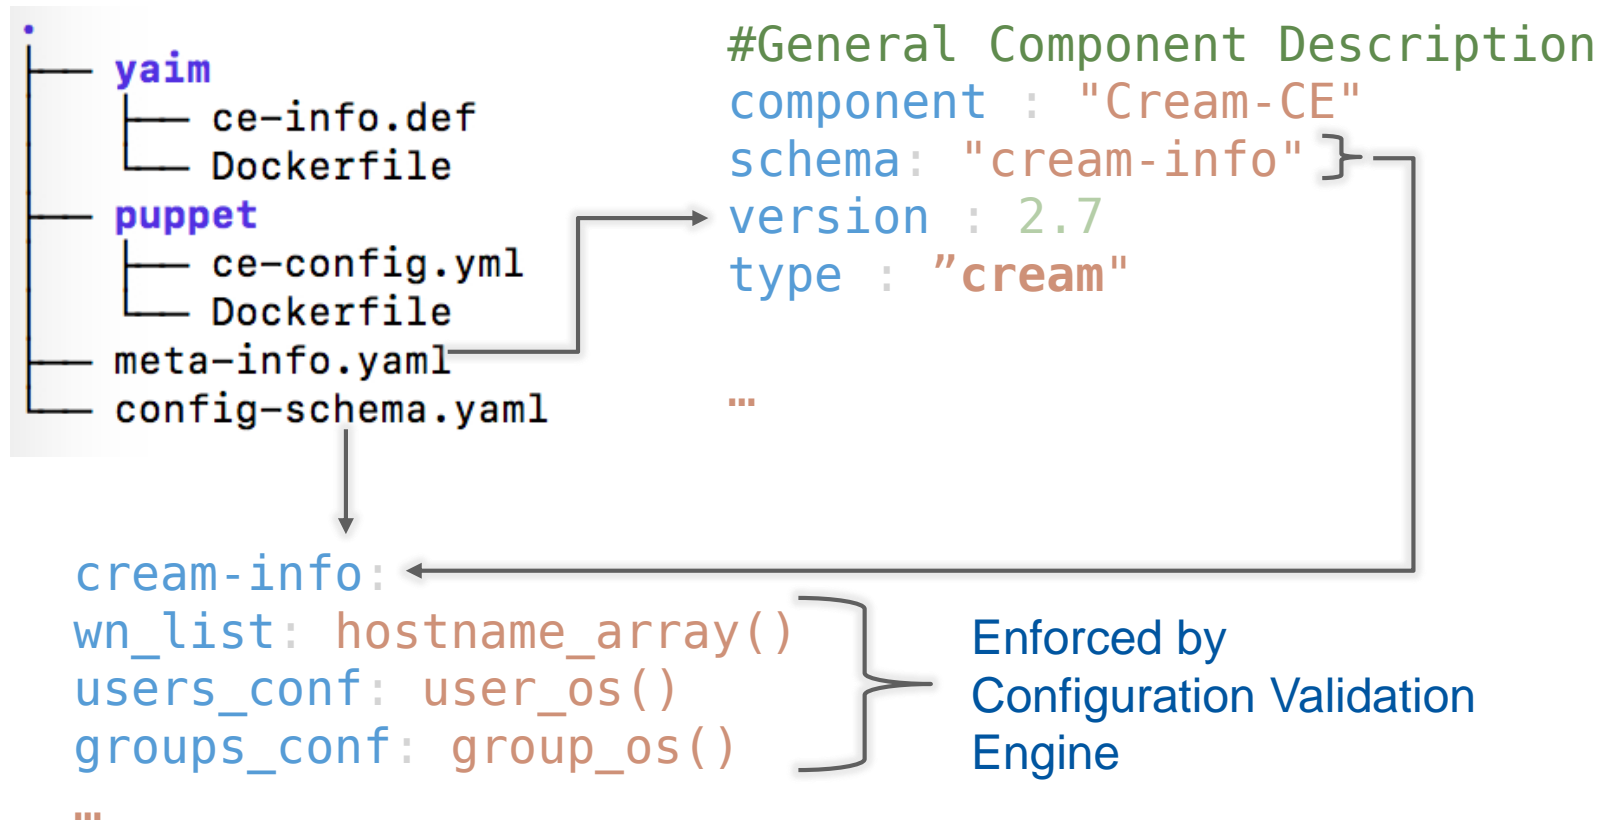 .
├── yaim
│   ├── ce-info.def
│   └── Dockerfile
├── puppet
│   ├── ce-config.yml
│   └── Dockerfile
├── meta-info.yaml
└── config-schema.yaml
#General Component Description
component : "Cream-CE"
schema: "cream-info"
version : 2.7
type : ”cream"
…
cream-info:
wn_list: hostname_array()
users_conf: user_os()
groups_conf: group_os()
…
Enforced by
Configuration Validation
Engine